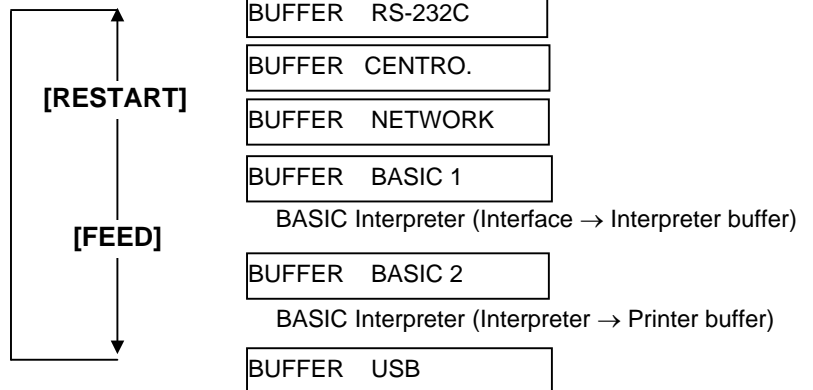 BUFFER RS-232C
BUFFER CENTRO.
[RESTART]
BUFFER NETWORK
BUFFER BASIC 1
BASIC Interpreter (Interface → Interpreter buffer)
[FEED]
BUFFER BASIC 2
BASIC Interpreter (Interpreter → Printer buffer)
BUFFER USB